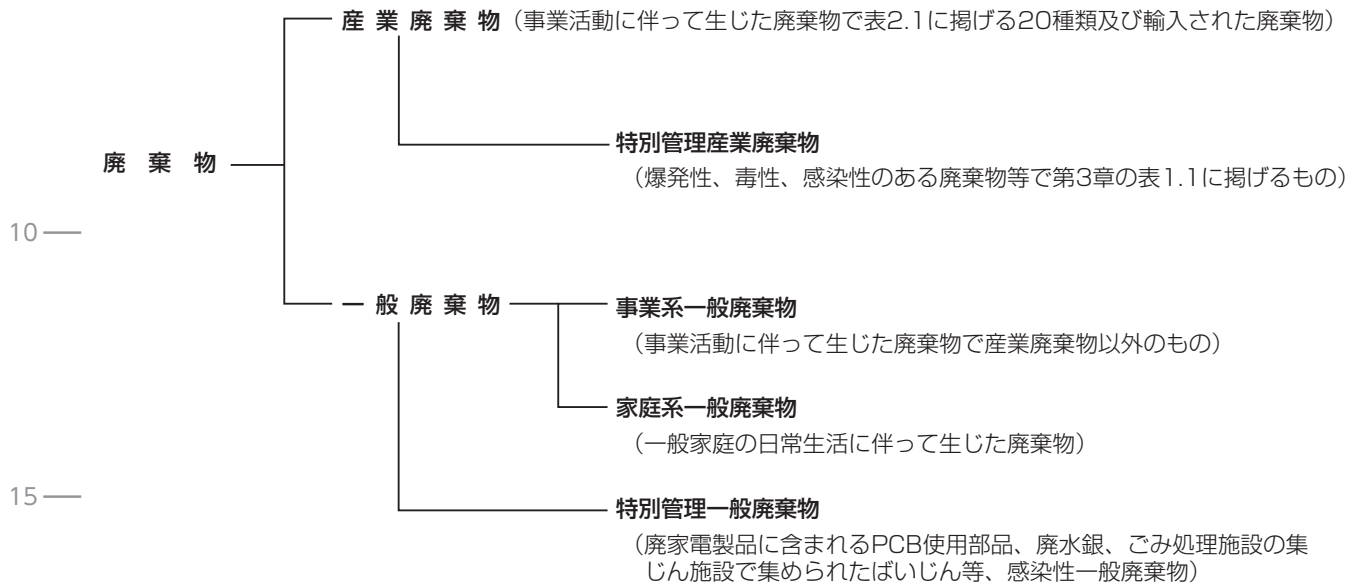 産業廃棄物（事業活動に伴って生じた廃棄物で表2.1に掲げる20種類及び輸入された廃棄物）
特別管理産業廃棄物
廃棄物
（爆発性、毒性、感染性のある廃棄物等で第3章の表1.1に掲げるもの）
10
一般廃棄物
事業系一般廃棄物
（事業活動に伴って生じた廃棄物で産業廃棄物以外のもの）
家庭系一般廃棄物
（一般家庭の日常生活に伴って生じた廃棄物）
15
特別管理一般廃棄物
（廃家電製品に含まれるPCB使用部品、廃水銀、ごみ処理施設の集
じん施設で集められたばいじん等、感染性一般廃棄物）